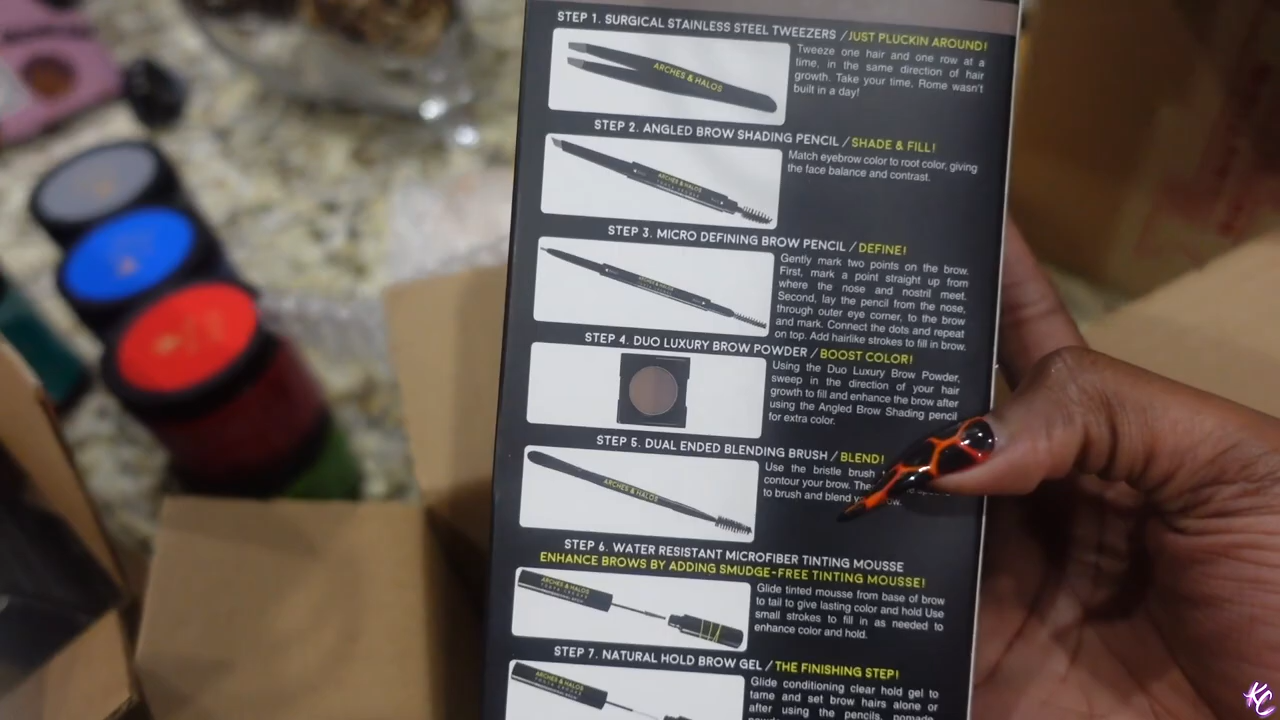 STEP 1. SURGICAL STAINLESS STEEL TWEEZERS / JUST PLUCKIN AROUND!
ARCHES & HALOS
Tweeze one hair and one row at a
time, in the same direction of hair
growth. Take your time, Rome wasn't
built in a day!
STEP 2. ANGLED BROW SHADING PENCIL / SHADE & FILL!
ARCHES & HALOS
Match eyebrow color to root color, giving
the face balance and contrast.
STEP 3. MICRO DEFINING BROW PENCIL / DEFINE!
Gently mark two points on the brow.
First, mark a point straight up from
where the nose and nostril meet.
Second, lay the pencil from the nose,
through outer eye corner, to the brow
and mark. Connect the dots and repeat
on top. Add hairlike strokes to fill in brow.
STEP 4. DUO LUXURY BROW POWDER / BOOST COLOR!
Using the Duo Luxury Brow Powder,
sweep in the direction of your hair
growth to fill and enhance the brow after
using the Angled Brow Shading pencil
for extra color.
STEP 5. DUAL ENDED BLENDING BRUSH / BLEND!
ARCHES & HALOS
Use the bristle brush
contour your brow.
to brush and blend
STEP 6. WATER RESISTANT MICROFIBER TINTING MOUSSE
ENHANCE BROWS BY ADDING SMUDGE-FREE TINTING MOUSSE!
ARCHES & HALOS
Glide tinted mousse from base of brow
to tail to give lasting color and hold Use
small strokes to fill in as needed to
enhance color and hold.
STEP 7. NATURAL HOLD BROW GEL / THE FINISHING STEP!
ARCHES & HALOS
Glide conditioning clear hold gel to
tame and set brow hairs alone or
after using the pencils, pomade
KC